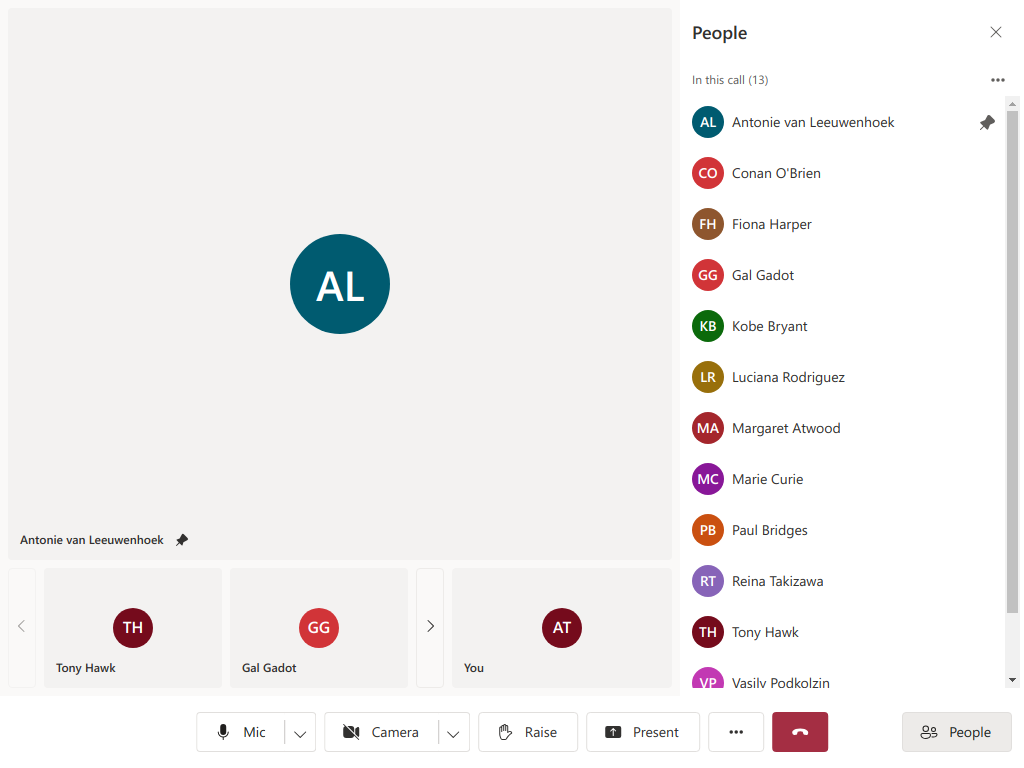 AL
Antonie van Leeuwenhoek
TH
Tony Hawk
GG
Gal Gadot
AT
You
People
In this call (13)
AL Antonie van Leeuwenhoek
CO Conan O'Brien
FH Fiona Harper
GG Gal Gadot
KB Kobe Bryant
LR Luciana Rodriguez
MA Margaret Atwood
MC Marie Curie
PB Paul Bridges
RT Reina Takizawa
TH Tony Hawk
VP Vasily Podkolzin
Mic Camera Raise Present People